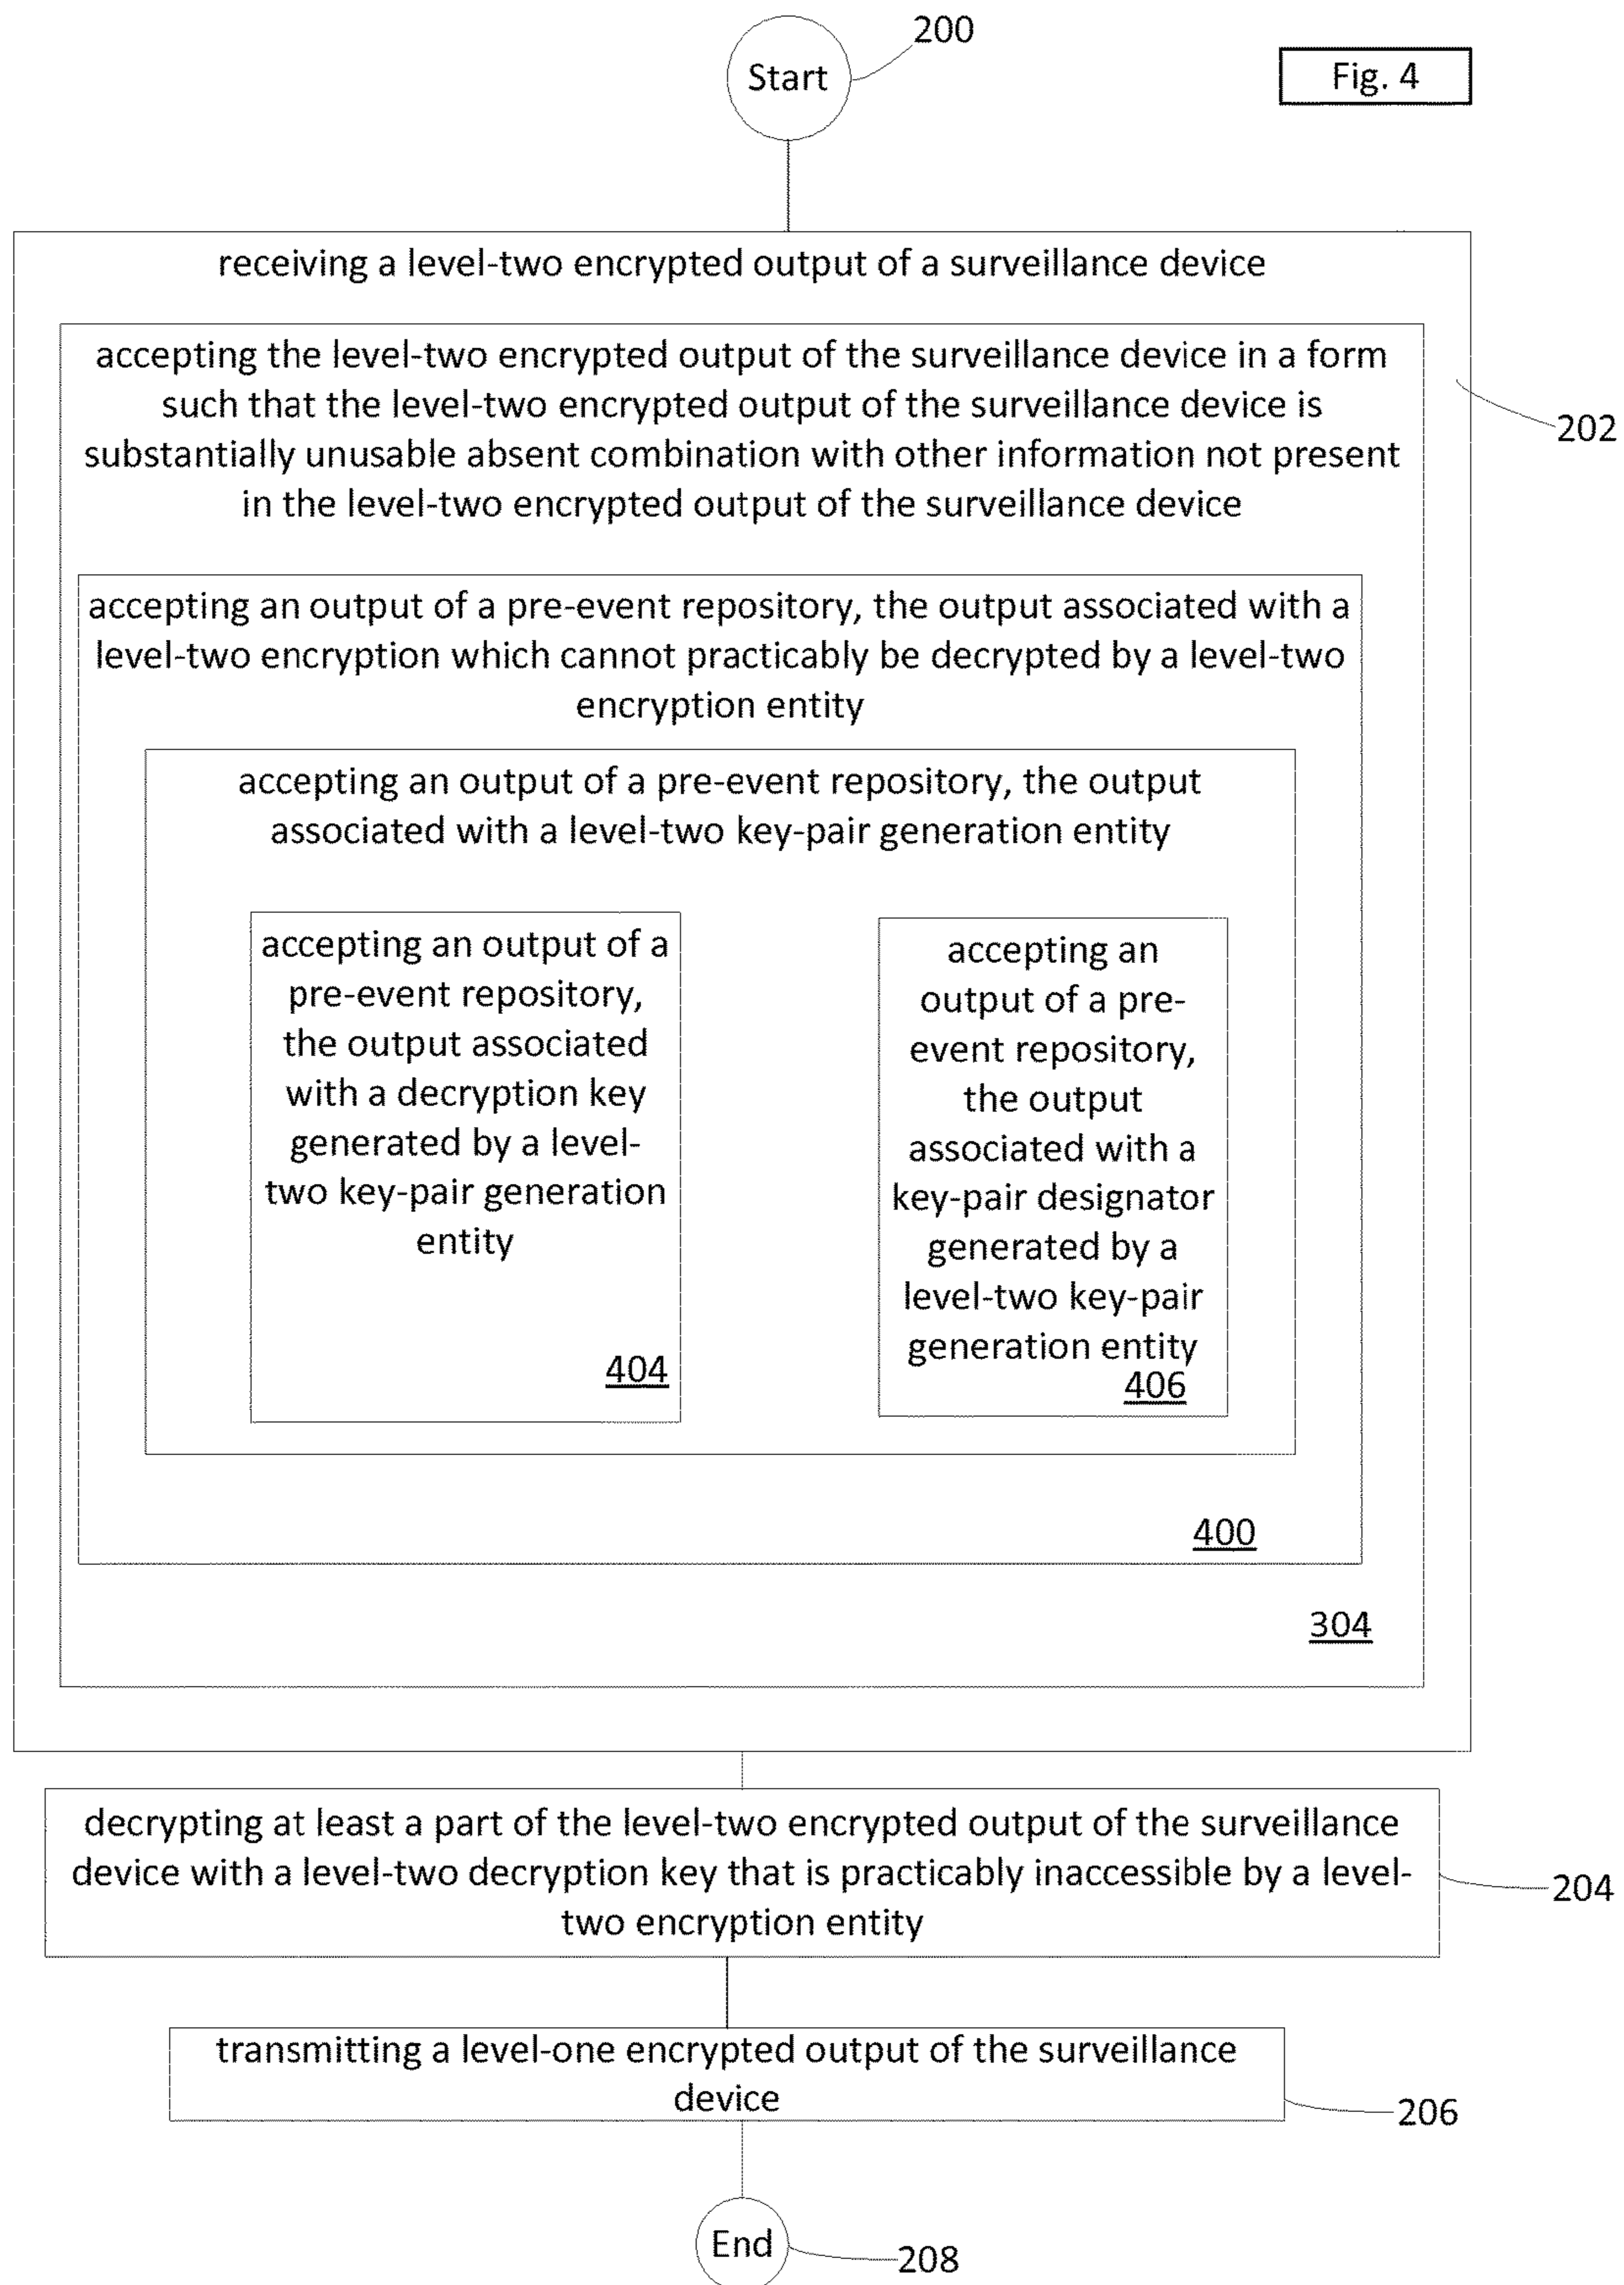 200
Start
Fig. 4
receiving a level-two encrypted output of a surveillance device
accepting the level-two encrypted output of the surveillance device in a form
such that the level-two encrypted output of the surveillance device is
substantially unusable absent combination with other information not present
in the level-two encrypted output of the surveillance device
202
accepting an output of a pre-event repository, the output associated with a
level-two encryption which cannot practicably be decrypted by a level-two
encryption entity
accepting an output of a pre-event repository, the output
associated with a level-two key-pair generation entity
accepting an output of a
pre-event repository,
the output associated
with a decryption key
generated by a level-
two key-pair generation
entity
404
accepting an
output of a pre-
event repository,
the output
associated with a
key-pair designator
generated by a
level-two key-pair
generation entity
406
400
304
decrypting at least a part of the level-two encrypted output of the surveillance
device with a level-two decryption key that is practicably inaccessible by a level-
two encryption entity
204
transmitting a level-one encrypted output of the surveillance
device
206
End
208